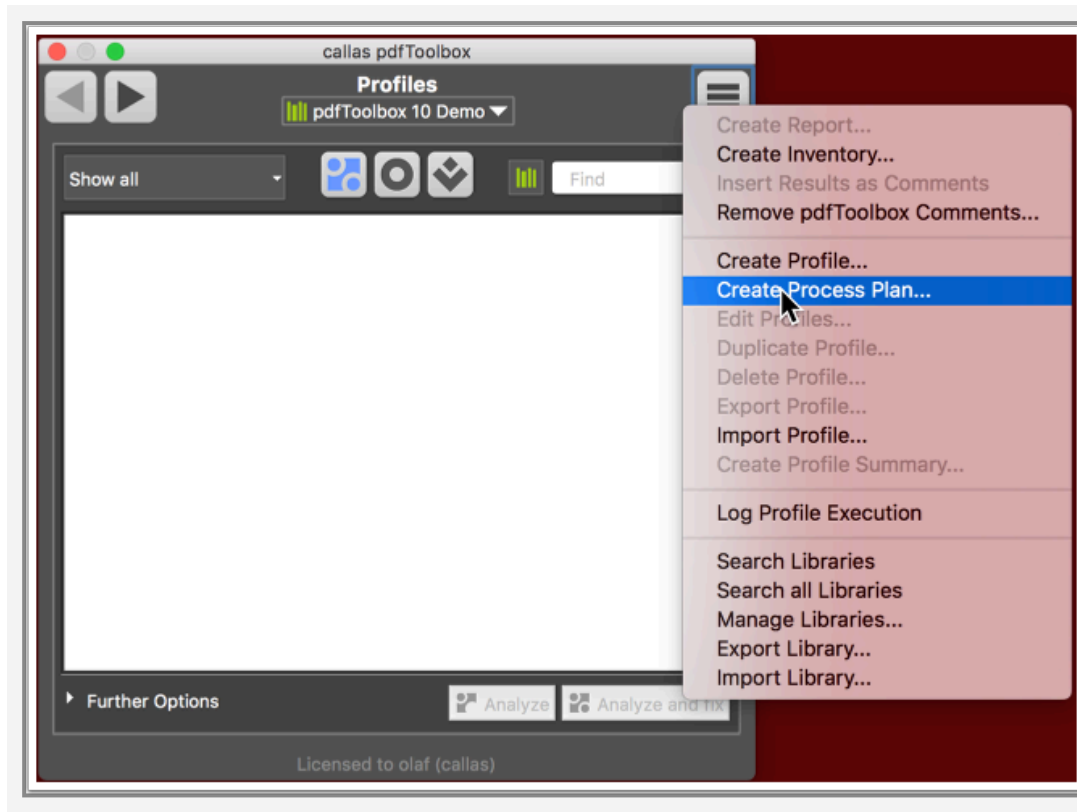 callas pdfToolbox
Profiles
pdfToolbox 10 Demo
Show all
Find
Create Report...
Create Inventory...
Insert Results as Comments
Remove pdfToolbox Comments...
Create Profile...
Create Process Plan...
Edit Profiles...
Duplicate Profile...
Delete Profile...
Export Profile...
Import Profile...
Create Profile Summary...
Log Profile Execution
Search Libraries
Search all Libraries
Manage Libraries...
Export Library...
Import Library...
Further Options
Analyze
Analyze and fix
Licensed to olaf (callas)